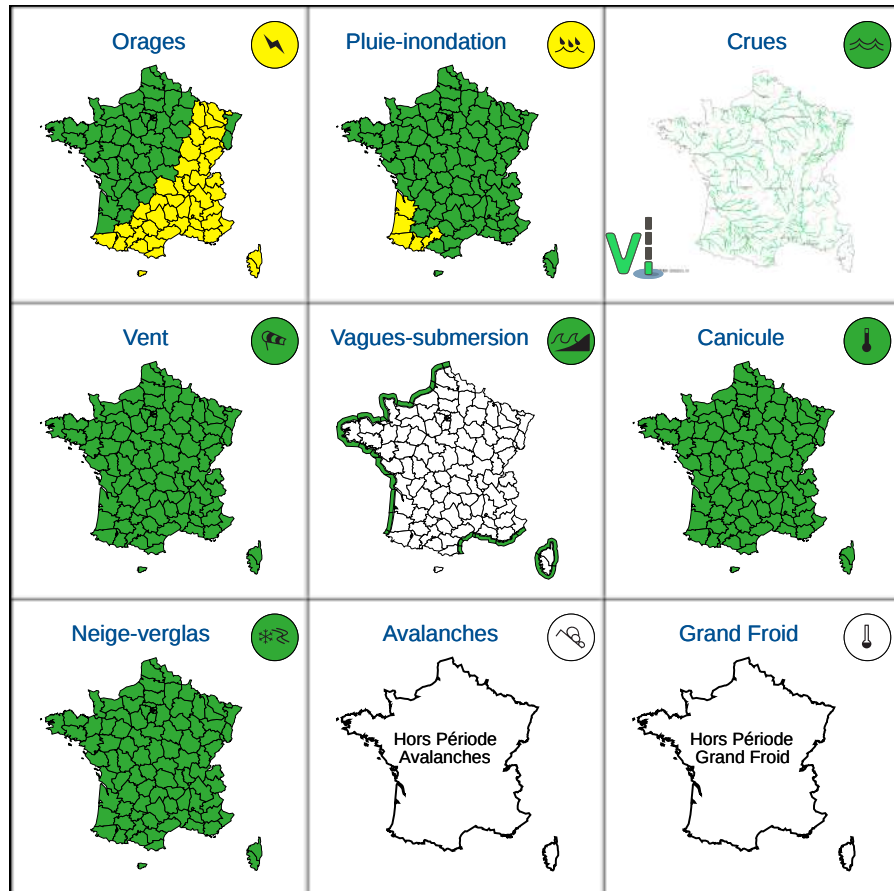 Orages
Pluie-inondation
Crues
Vent
Vagues-submersion
Canicule
Neige-verglas
Avalanches
Grand Froid
Hors Période
Avalanches
Hors Période
Grand Froid